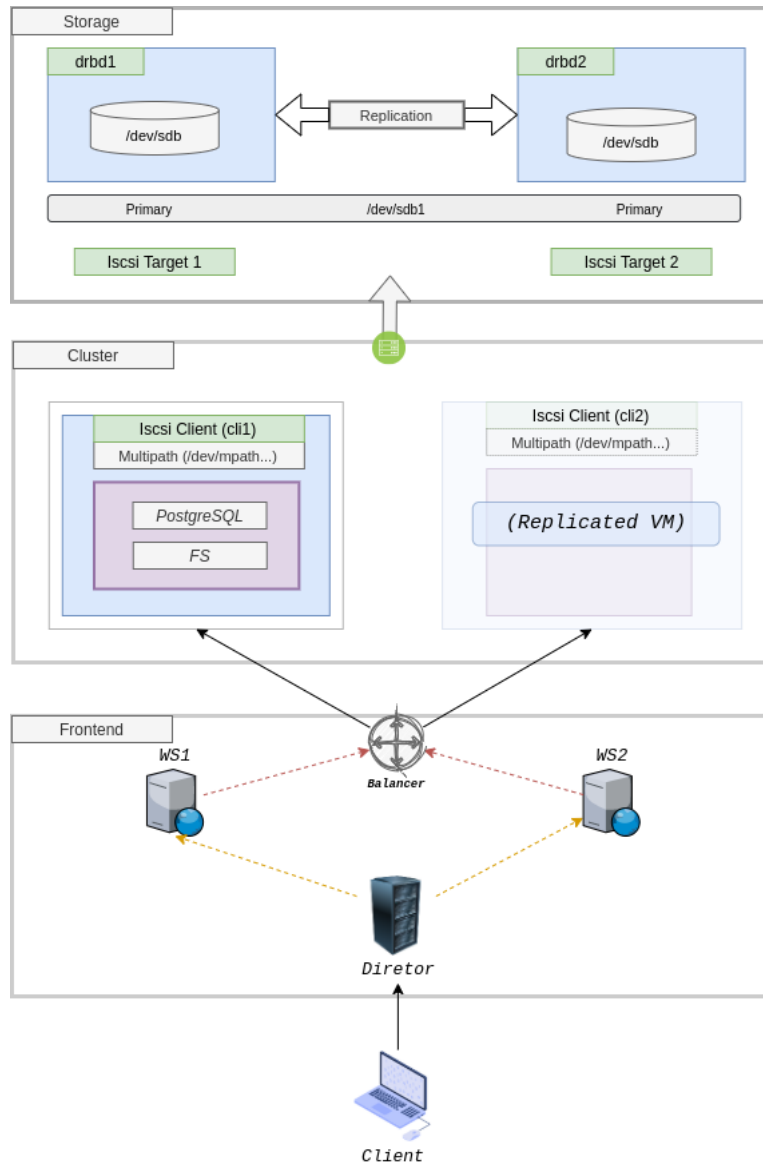 Storage
drbd1
drbd2
/dev/sdb
Replication
/dev/sdb
Primary
/dev/sdb1
Primary
Iscsi Target 1
Iscsi Target 2
Cluster
Iscsi Client (cli1)
Multipath (/dev/mpath...)
PostgreSQL
FS
Iscsi Client (cli2)
Multipath (/dev/mpath...)
(Replicated VM)
Frontend
WS1
WS2
Balancer
Diretor
Client